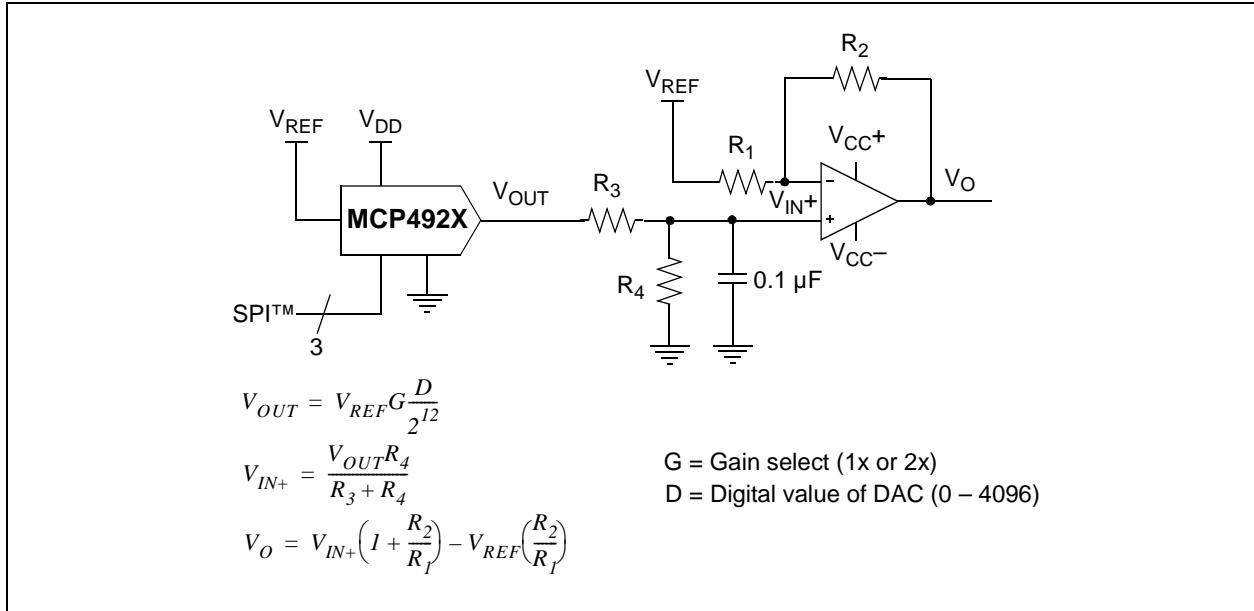 R2
VREF
VREF
VDD
VCC+
R1
VO
VOUT
R3
–
VIN+
MCP492X
+
VCC–
R4
0.1 µF
SPI™
3
VOUT = VREF G D/2^12
VIN+ = VOUT R4/(R3 + R4)
G = Gain select (1x or 2x)
D = Digital value of DAC (0 – 4096)
VO = VIN+(1 + R2/R1) – VREF(R2/R1)